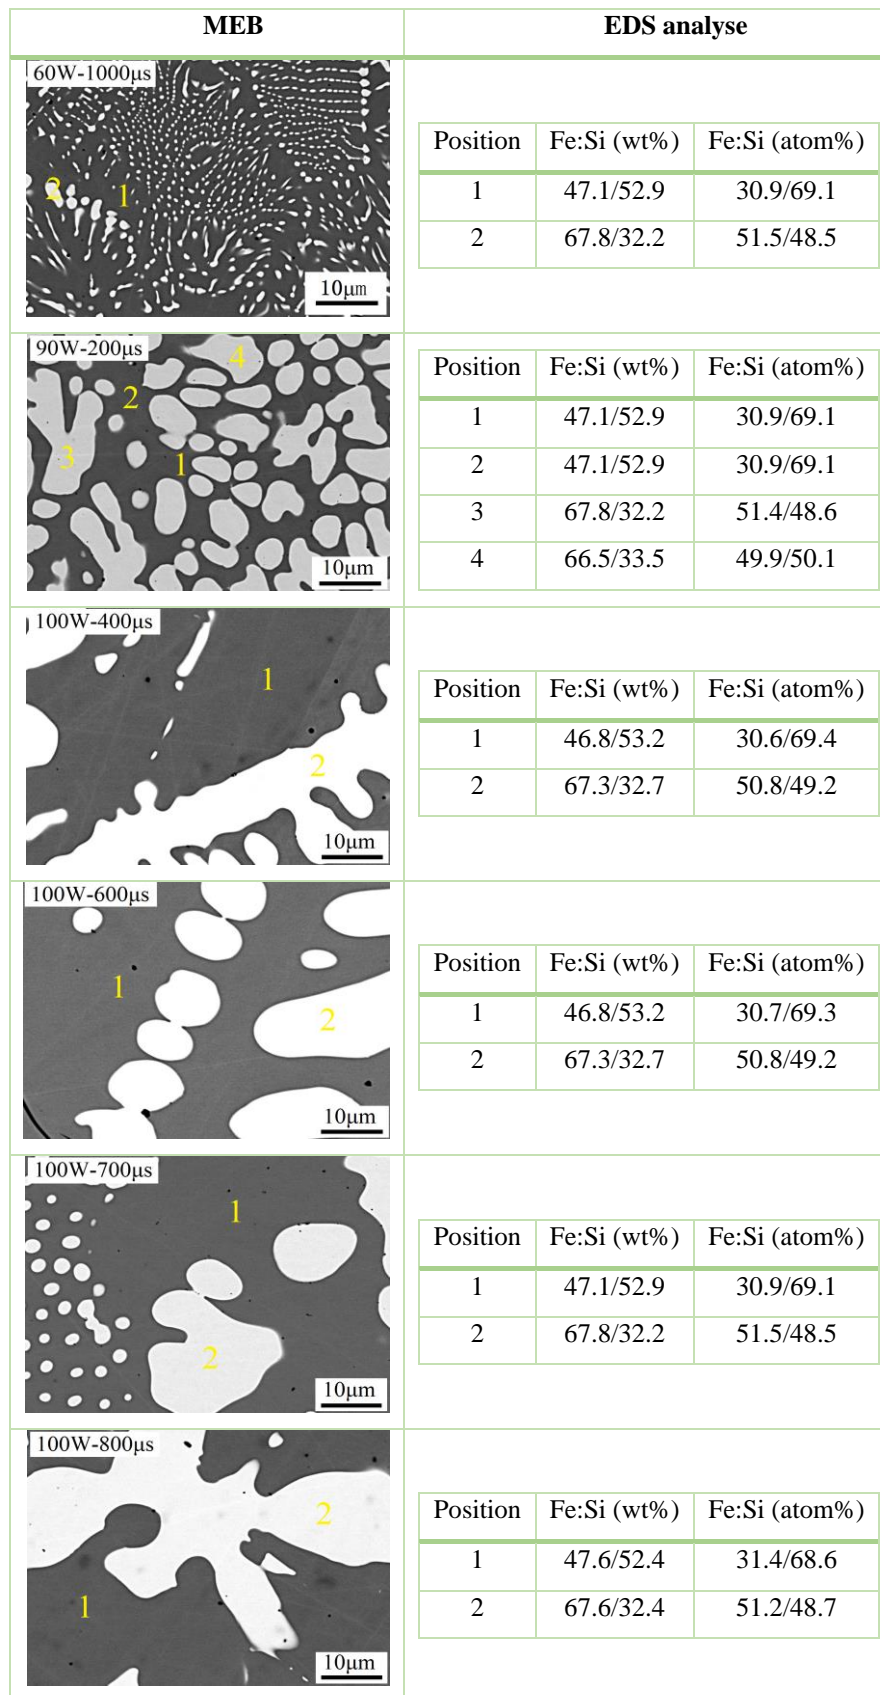 MEB EDS analyse
60W-1000μs
2 1
10μm
Position Fe:Si (wt%) Fe:Si (atom%)
1 47.1/52.9 30.9/69.1
2 67.8/32.2 51.5/48.5
90W-200μs
4
2
3 1
10μm
Position Fe:Si (wt%) Fe:Si (atom%)
1 47.1/52.9 30.9/69.1
2 47.1/52.9 30.9/69.1
3 67.8/32.2 51.4/48.6
4 66.5/33.5 49.9/50.1
100W-400μs
1
2
10μm
Position Fe:Si (wt%) Fe:Si (atom%)
1 46.8/53.2 30.6/69.4
2 67.3/32.7 50.8/49.2
100W-600μs
1
2
10μm
Position Fe:Si (wt%) Fe:Si (atom%)
1 46.8/53.2 30.7/69.3
2 67.3/32.7 50.8/49.2
100W-700μs
1
2
10μm
Position Fe:Si (wt%) Fe:Si (atom%)
1 47.1/52.9 30.9/69.1
2 67.8/32.2 51.5/48.5
100W-800μs
2
1
10μm
Position Fe:Si (wt%) Fe:Si (atom%)
1 47.6/52.4 31.4/68.6
2 67.6/32.4 51.2/48.7